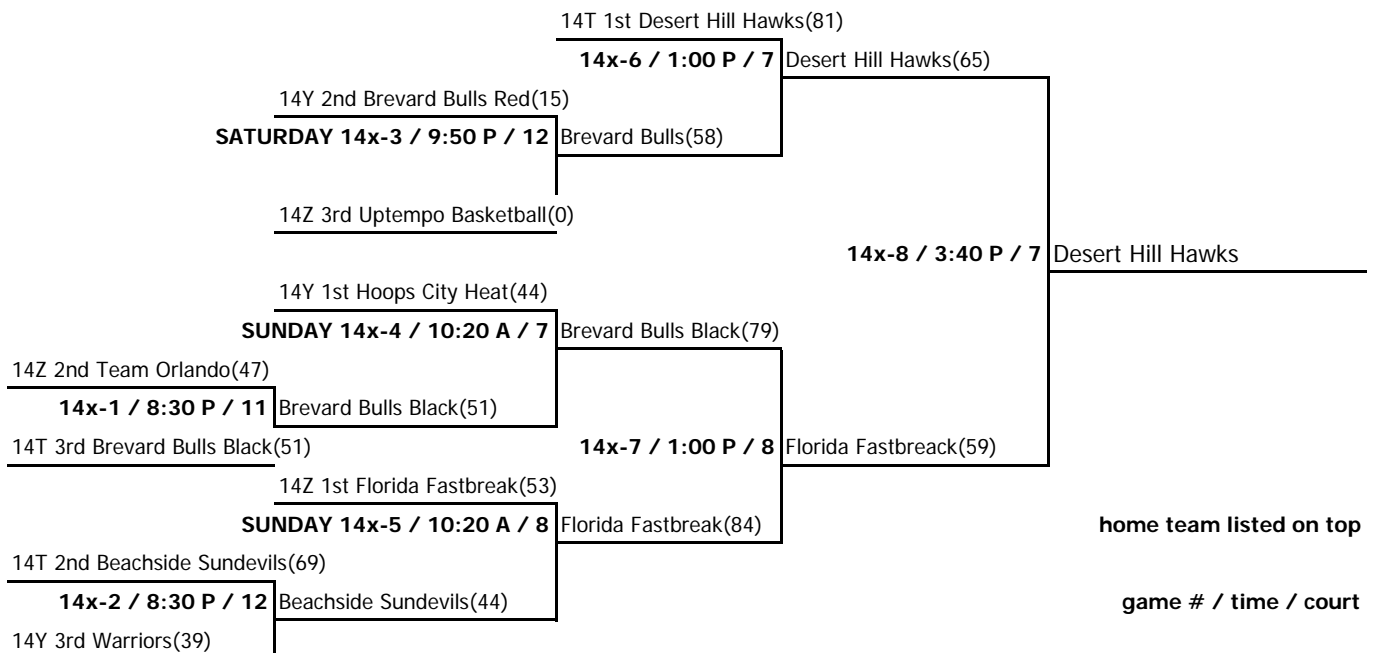 14T 1st Desert Hill Hawks(81)
14x-6 / 1:00 P / 7
Desert Hill Hawks(65)
14Y 2nd Brevard Bulls Red(15)
SATURDAY 14x-3 / 9:50 P / 12
Brevard Bulls(58)
14Z 3rd Uptempo Basketball(0)
14x-8 / 3:40 P / 7
Desert Hill Hawks
14Y 1st Hoops City Heat(44)
SUNDAY 14x-4 / 10:20 A / 7
Brevard Bulls Black(79)
14Z 2nd Team Orlando(47)
14x-1 / 8:30 P / 11
Brevard Bulls Black(51)
14T 3rd Brevard Bulls Black(51)
14x-7 / 1:00 P / 8
Florida Fastbreack(59)
14Z 1st Florida Fastbreak(53)
SUNDAY 14x-5 / 10:20 A / 8
Florida Fastbreak(84)
home team listed on top
14T 2nd Beachside Sundevils(69)
14x-2 / 8:30 P / 12
Beachside Sundevils(44)
game # / time / court
14Y 3rd Warriors(39)